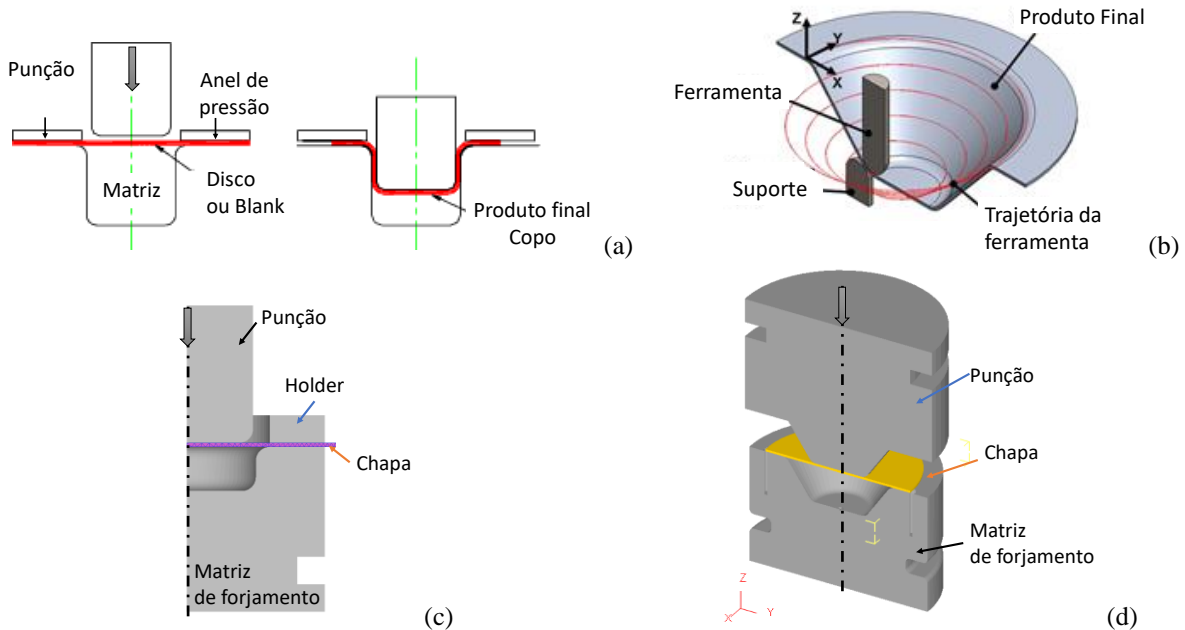 Punção
Anel de
pressão
Matriz
Disco
ou Blank
Produto final
Copo
(a)
Z
Y
X
Produto Final
Ferramenta
Suporte
Trajetória da
ferramenta
(b)
Punção
Holder
Chapa
Matriz
de forjamento
(c)
Punção
Chapa
Matriz
de forjamento
Z
X
Y
(d)